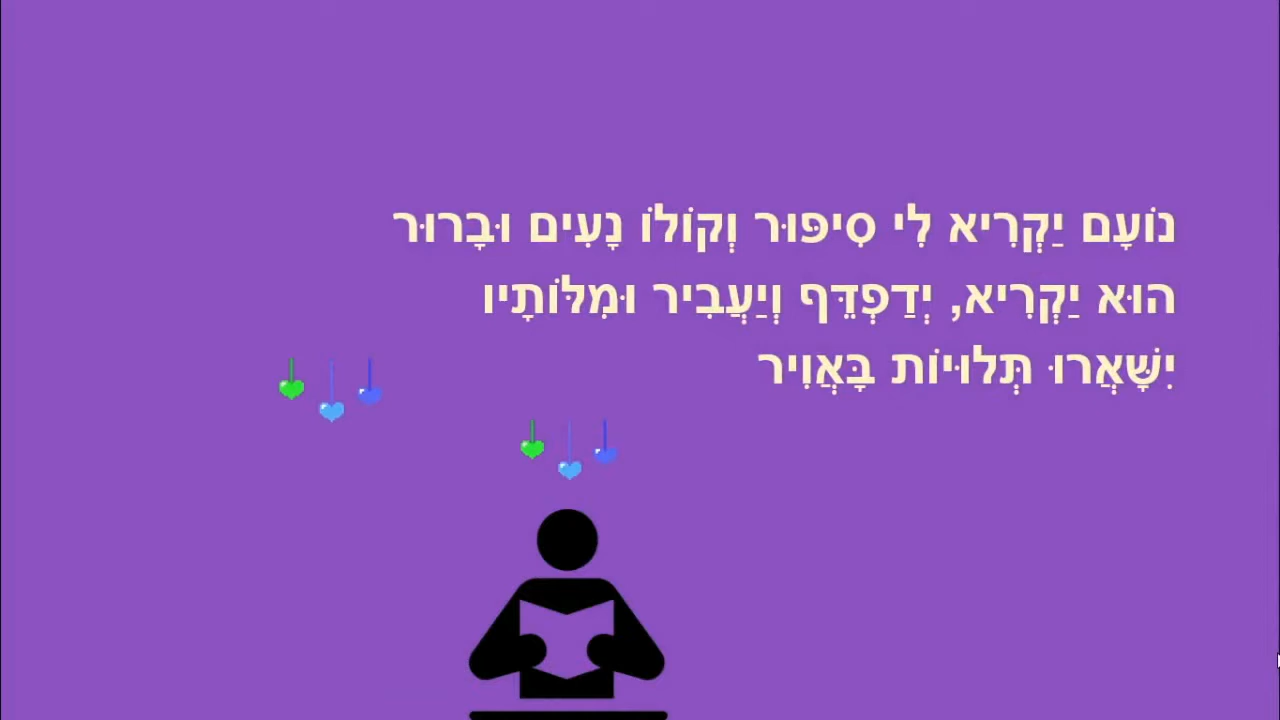 נוֹעָם יַקְרִיא לִי סִיפּוּר וְקוֹלוֹ נָעִים וּבָרוּר
הוּא יַקְרִיא, יְדַפְדֵּף וְיַעֲבִיר וּמִלּוֹתָיו
יִשָּׁאֲרוּ תְּלוּיוֹת בָּאֲוִיר